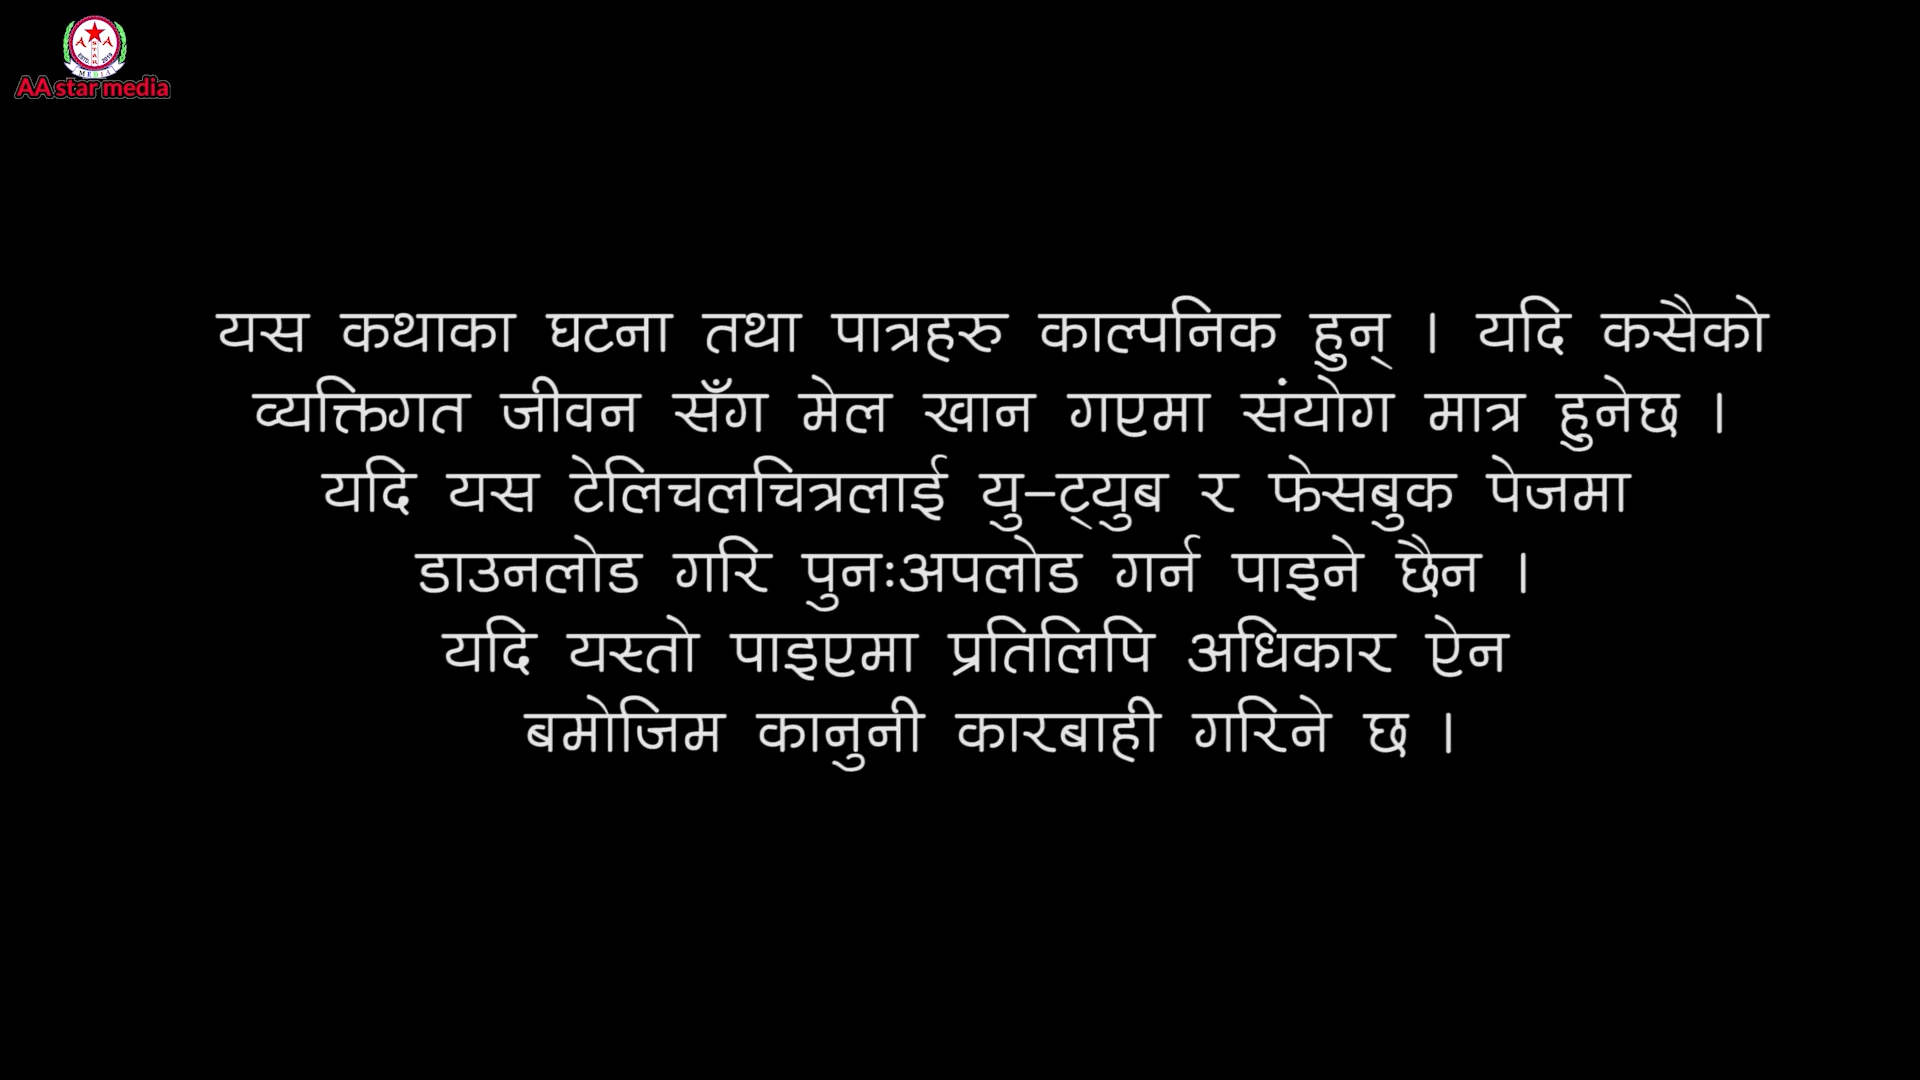 AA star media
यस कथाका घटना तथा पात्रहरु काल्पनिक हुन् । यदि कसैको
व्यक्तिगत जीवन सँग मेल खान गएमा संयोग मात्र हुनेछ ।
यदि यस टेलिचलचित्रलाई यु–ट्युब र फेसबुक पेजमा
डाउनलोड गरि पुनःअपलोड गर्न पाइने छैन ।
यदि यस्तो पाइएमा प्रतिलिपि अधिकार ऐन
बमोजिम कानुनी कारबाही गरिने छ ।